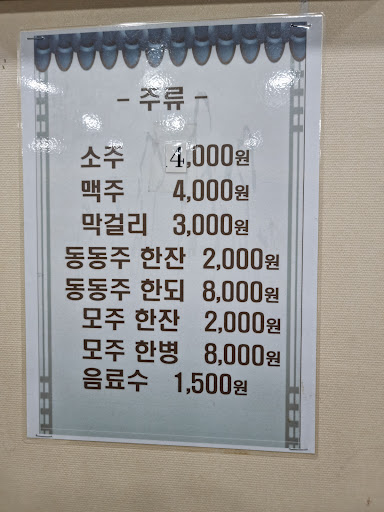 - 주류 -
소주 4,000원
맥주 4,000원
막걸리 3,000원
동동주 한잔 2,000원
동동주 한되 8,000원
모주 한잔 2,000원
모주 한병 8,000원
음료수 1,500원